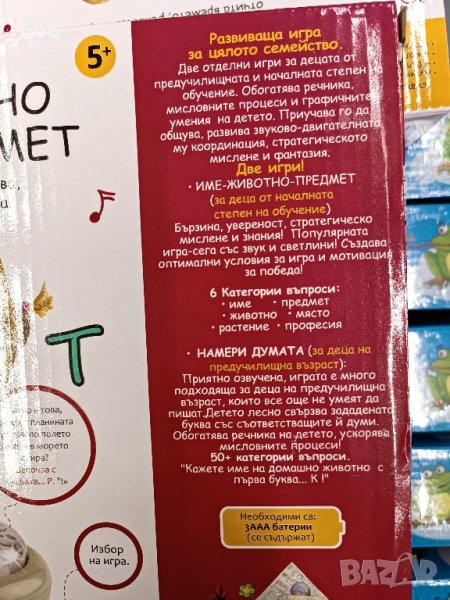 отчита времето,
5+
НО
МЕТ
Развиваща игра
за цялото семейство.
Две отделни игри за децата от
предучилищната и началната степен на
обучение. Обогатява речника,
мисловните процеси и графичните
умения на детето. Приучава го да
общува, развива звуково-двигателната
му координация, стратегическото
мислене и фантазия.
Две игри!
· ИМЕ-ЖИВОТНО-ПРЕДМЕТ
(за деца от началната
степен на обучение)
Бързина, увереност, стратегическо
мислене и знания! Популярната
игра-сега със звук и светлини! Създава
оптимални условия за игра и мотивация
за победа!
6 Категории въпроси:
• име • предмет
• животно • място
• растение • професия
• НАМЕРИ ДУМАТА (за деца на
предучилищна възраст):
Приятно озвучена, играта е много
подходяща за деца на предучилищна
възраст, които все още не умеят да
пишат.Детето лесно свързва зададената
буква със съответстващите ѝ думи.
Обогатява речника на детето, ускорява
мисловните процеси!
50+ категории въпроси.
"Кажете име на домашно животно с
първа буква... К !"
Т
това,
планината
полето
в морето
Р. "!»
Избор
на игра.
Необходими са:
3ААА батерии
(се съдържат)
BAZAR